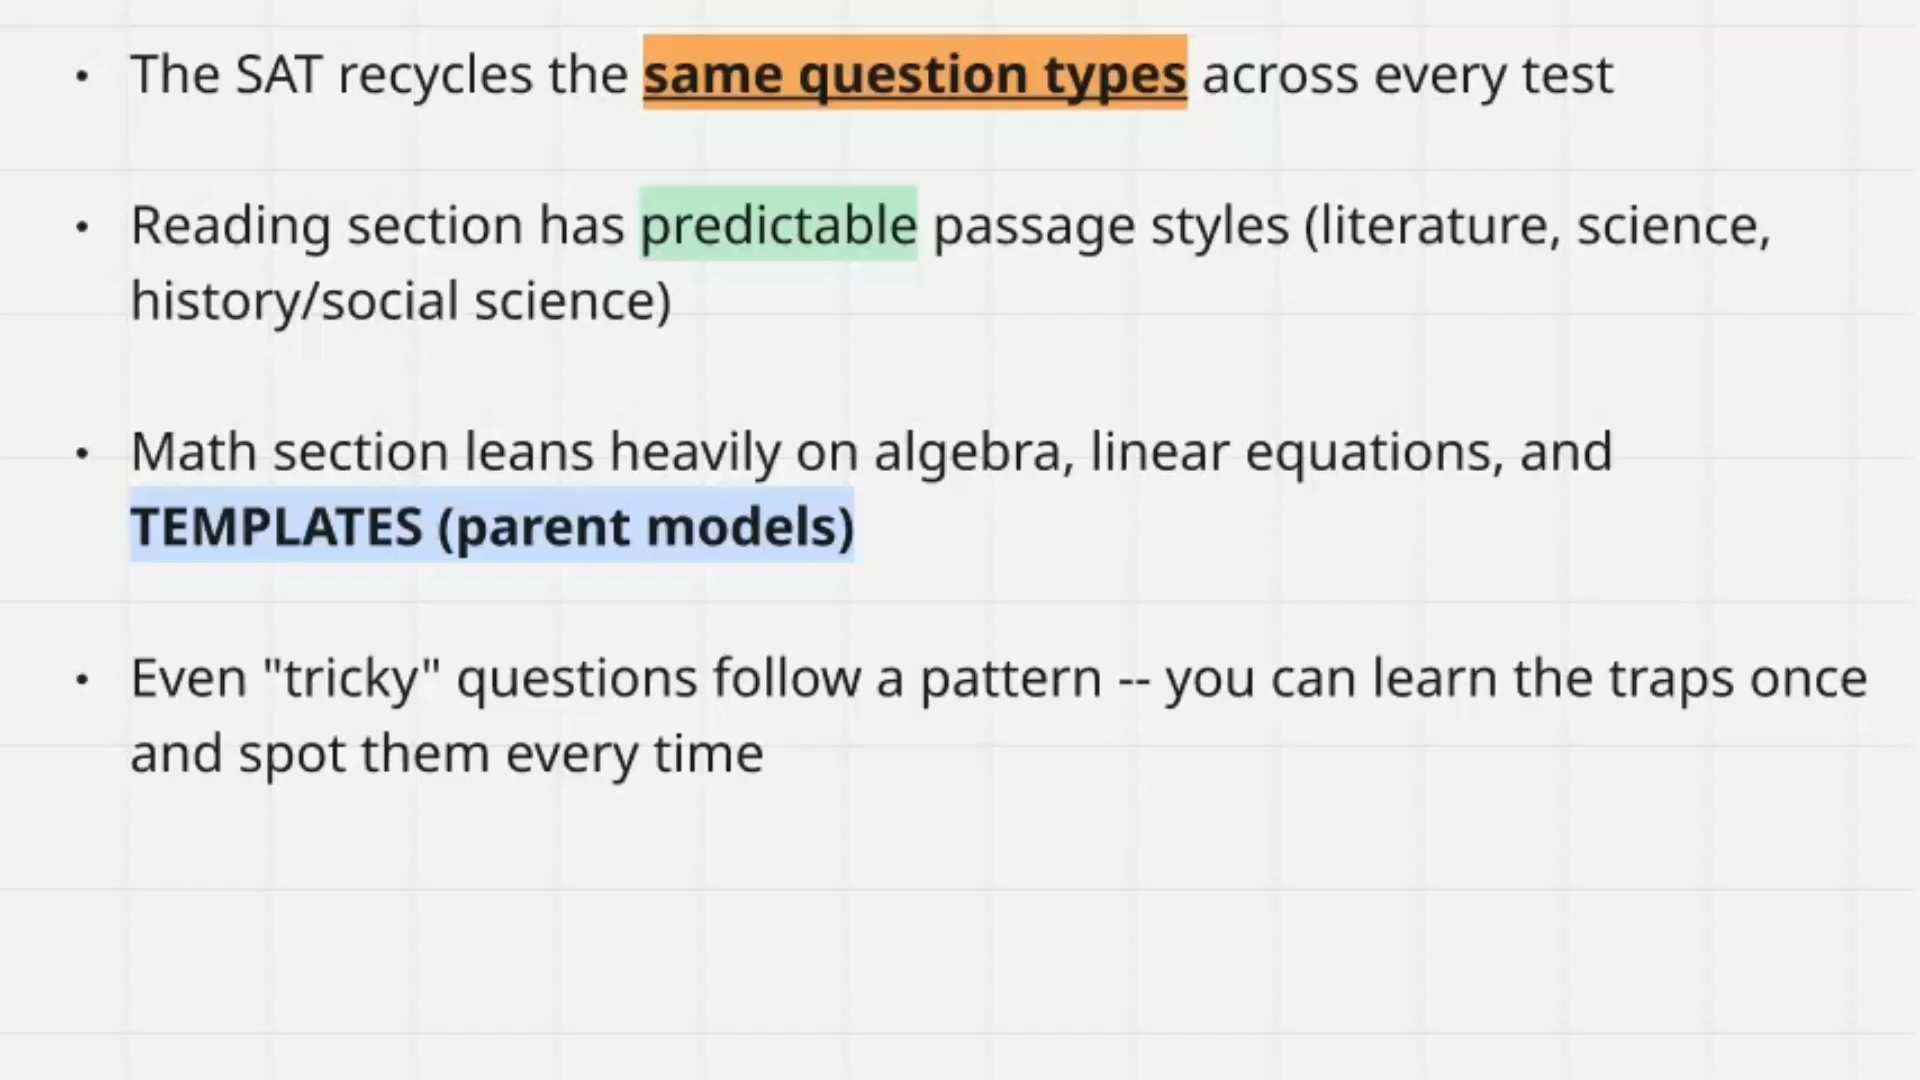 • The SAT recycles the same question types across every test
• Reading section has predictable passage styles (literature, science,
history/social science)
• Math section leans heavily on algebra, linear equations, and
TEMPLATES (parent models)
• Even "tricky" questions follow a pattern -- you can learn the traps once
and spot them every time